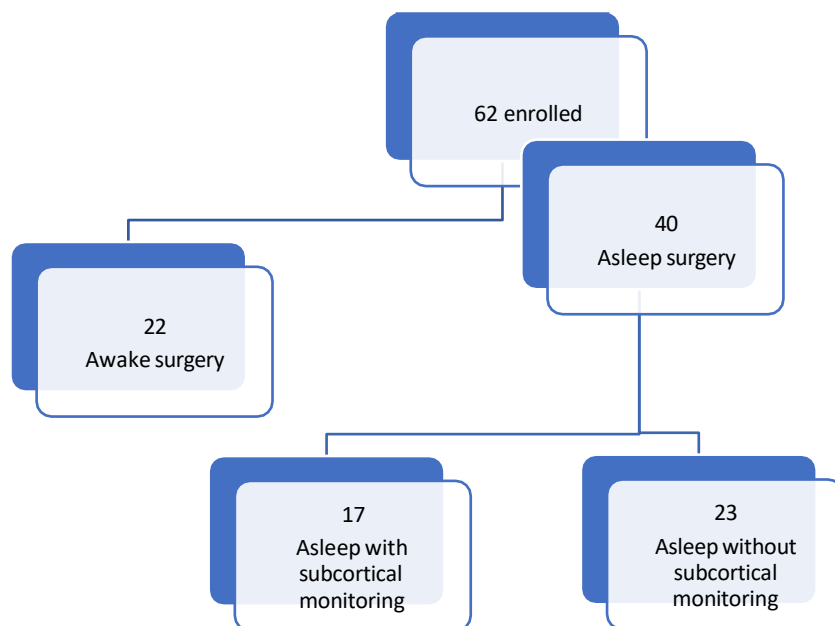 62 enrolled
40
Asleep surgery
22
Awake surgery
17
Asleep with
subcortical
monitoring
23
Asleep without
subcortical
monitoring